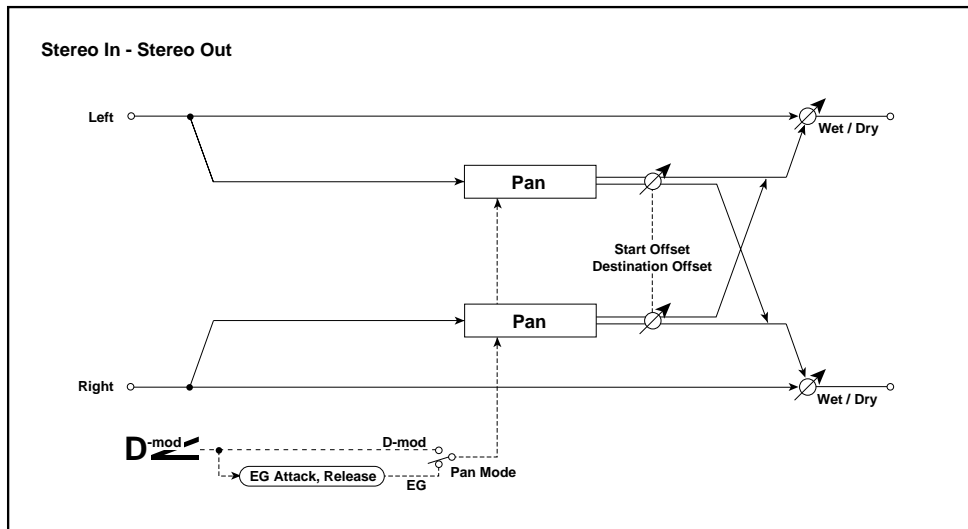 Stereo In - Stereo Out
Left
Wet / Dry
Pan
Start Offset
Destination Offset
Pan
Right
Wet / Dry
D-mod
D-mod
EG Attack, Release
EG
Pan Mode